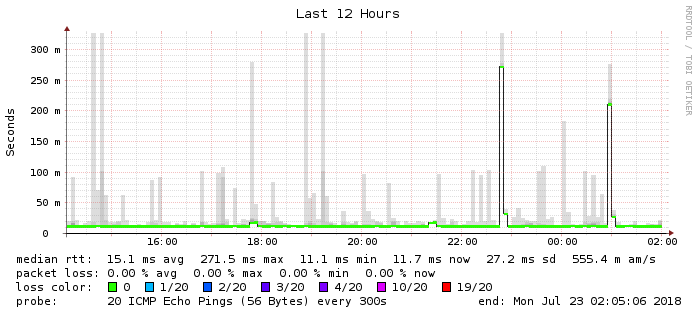 Last 12 Hours
RRDTOOL / TOBI OETIKER
Seconds
300 m
250 m
200 m
150 m
100 m
50 m
0
16:00 18:00 20:00 22:00 00:00 02:00
median rtt: 15.1 ms avg 271.5 ms max 11.1 ms min 11.7 ms now 27.2 ms sd 555.4 m am/s
packet loss: 0.00 % avg 0.00 % max 0.00 % min 0.00 % now
loss color: 0 1/20 2/20 3/20 4/20 10/20 19/20
probe: 20 ICMP Echo Pings (56 Bytes) every 300s end: Mon Jul 23 02:05:06 2018